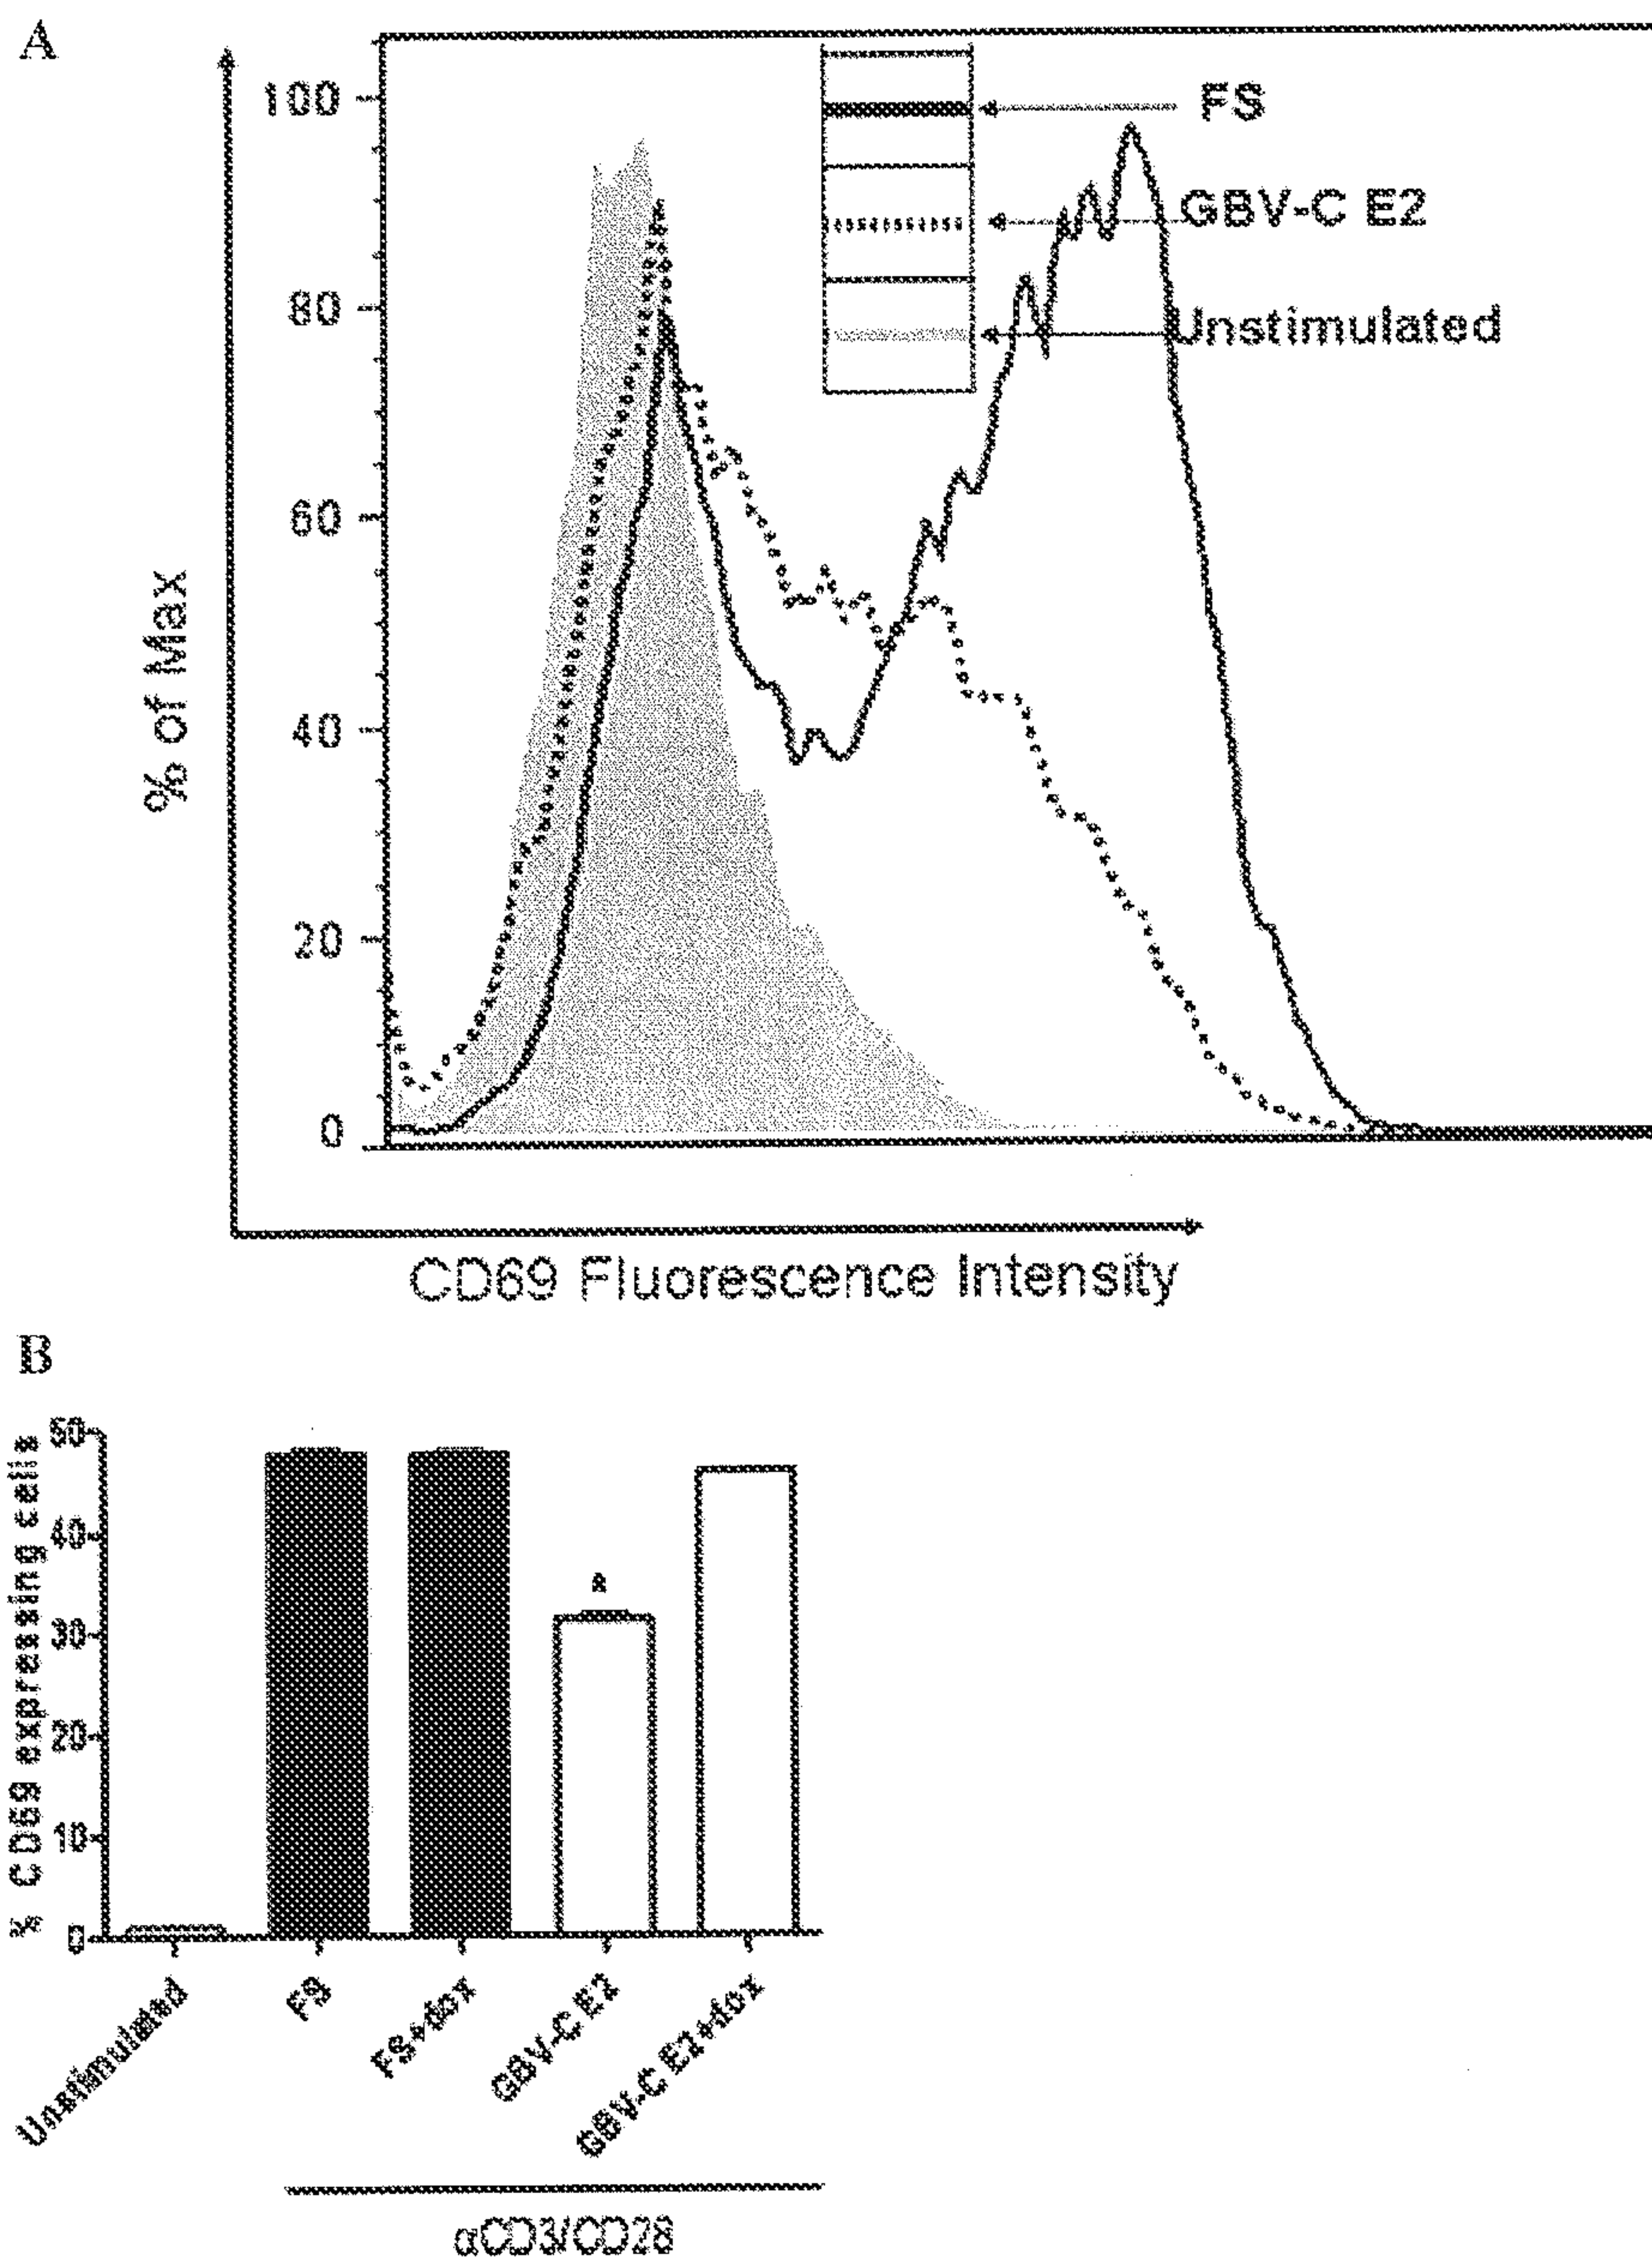 A
100
80
60
40
20
0
% of Max
FS
GBV-C E2
Unstimulated
CD69 Fluorescence Intensity
B
% CD69 expressing cells
50
40
30
20
10
0
*
Unstimulated
FS
FS+dox
GBV-C E2
GBV-C E2+dox
αCD3/CD28